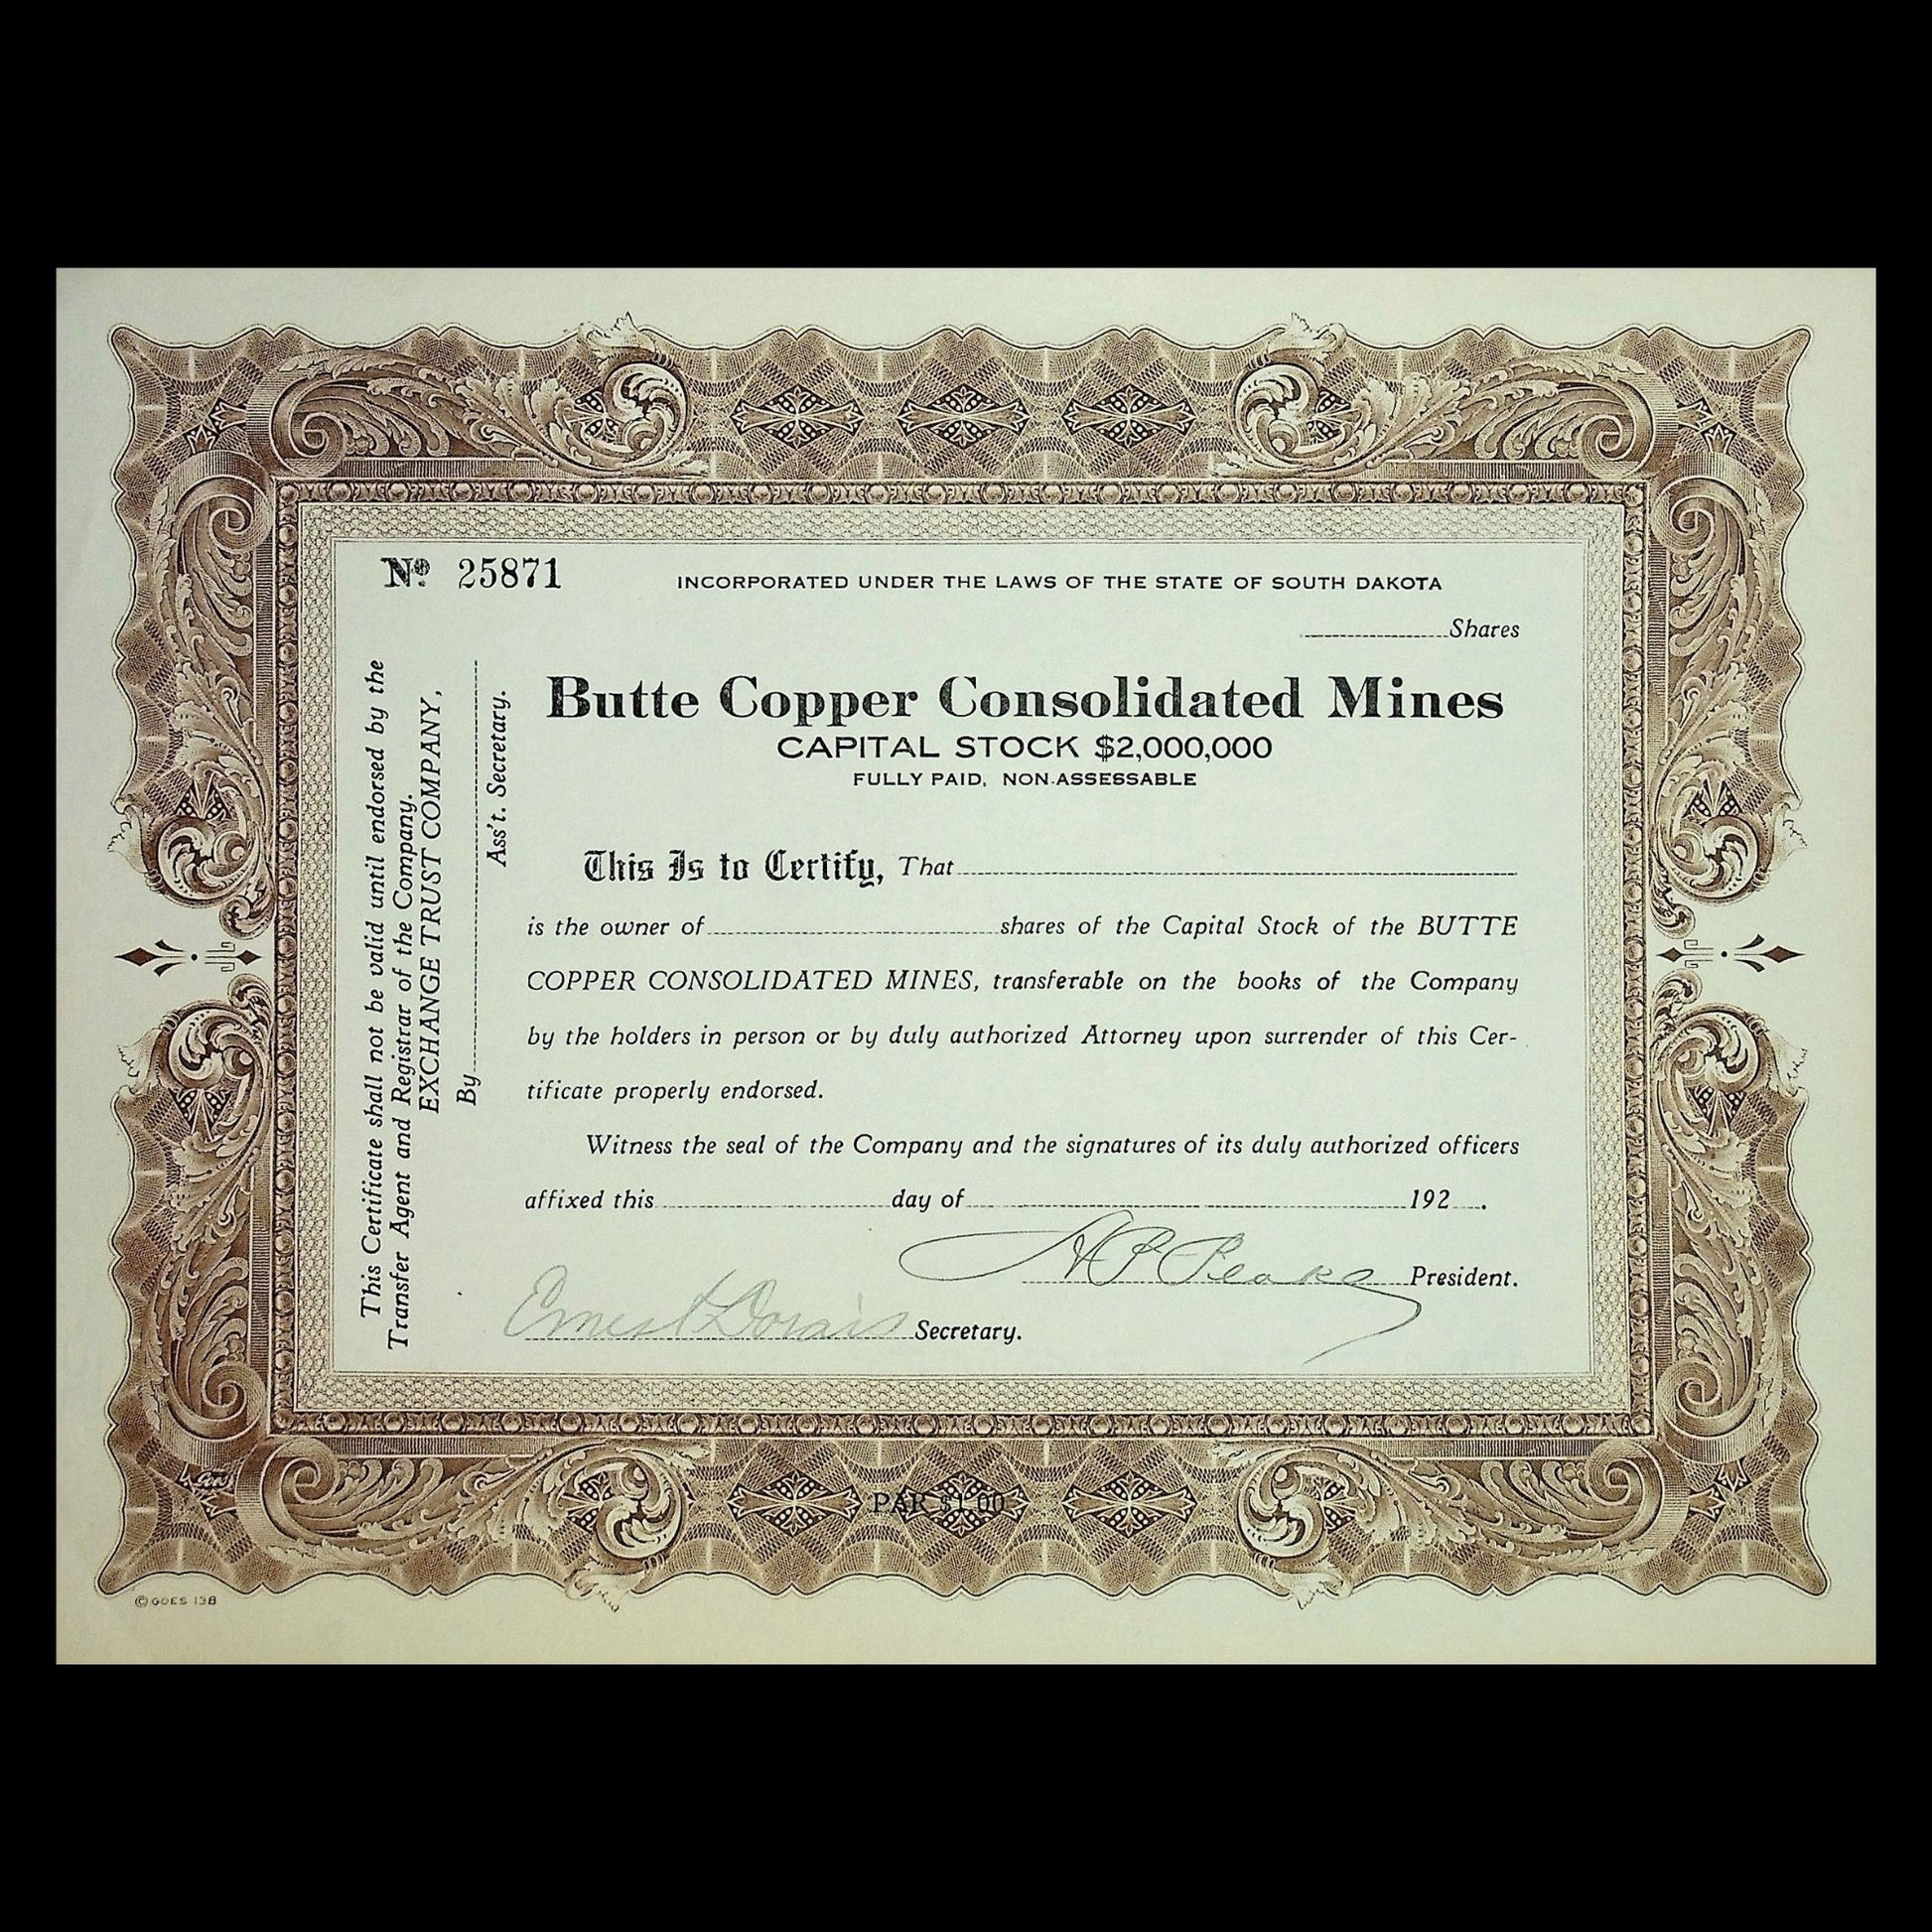 Nº 25871
INCORPORATED UNDER THE LAWS OF THE STATE OF SOUTH DAKOTA
Shares
Butte Copper Consolidated Mines
CAPITAL STOCK $2,000,000
FULLY PAID, NON-ASSESSABLE
This Is to Certify, That
is the owner of shares of the Capital Stock of the BUTTE
COPPER CONSOLIDATED MINES, transferable on the books of the Company
by the holders in person or by duly authorized Attorney upon surrender of this Cer-
tificate properly endorsed.
Witness the seal of the Company and the signatures of its duly authorized officers
affixed this day of 192 .
President.
Ernest Secretary.
This Certificate shall not be valid until endorsed by the
Transfer Agent and Registrar of the Company.
EXCHANGE TRUST COMPANY,
By
Ass't. Secretary.
PAR $1.00
Goes
© GOES 138